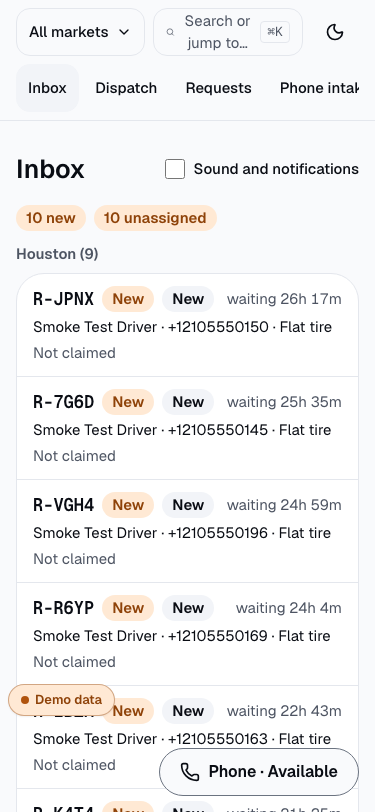 All markets
Search or
jump to...
⌘K
Inbox
Dispatch
Requests
Phone intak
Inbox
Sound and notifications
10 new
10 unassigned
Houston (9)
R-JPNX New New waiting 26h 17m
Smoke Test Driver · +12105550150 · Flat tire
Not claimed
R-7G6D New New waiting 25h 35m
Smoke Test Driver · +12105550145 · Flat tire
Not claimed
R-VGH4 New New waiting 24h 59m
Smoke Test Driver · +12105550196 · Flat tire
Not claimed
R-R6YP New New waiting 24h 4m
Smoke Test Driver · +12105550169 · Flat tire
Not claimed
Demo data
New New waiting 22h 43m
Smoke Test Driver · +12105550163 · Flat tire
Not claimed
Phone · Available